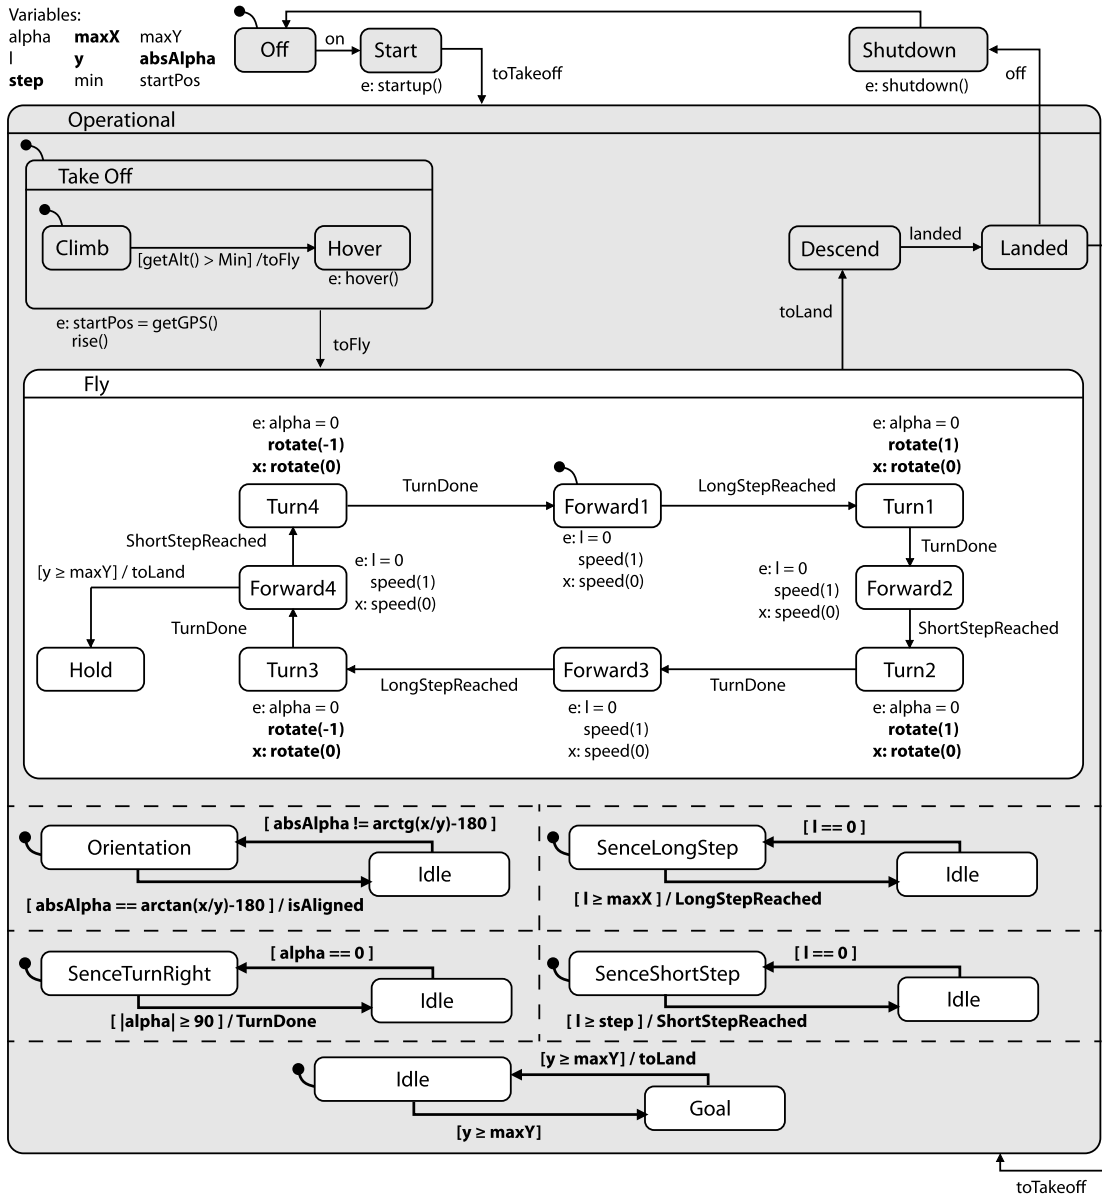 Variables:
alpha maxX maxY
l y absAlpha
step min startPos
Off
on
Start
e: startup()
toTakeoff
Shutdown
e: shutdown()
off
Operational
Take Off
Climb
[getAlt() > Min] /toFly
Hover
e: hover()
e: startPos = getGPS()
rise()
toFly
Descend
landed
Landed
toLand
Fly
e: alpha = 0
rotate(-1)
x: rotate(0)
Turn4
TurnDone
Forward1
e: l = 0
speed(1)
x: speed(0)
LongStepReached
e: alpha = 0
rotate(1)
x: rotate(0)
Turn1
TurnDone
ShortStepReached
[y ≥ maxY] / toLand
Forward4
e: l = 0
speed(1)
x: speed(0)
e: l = 0
speed(1)
x: speed(0)
Forward2
ShortStepReached
TurnDone
Hold
Turn3
e: alpha = 0
rotate(-1)
x: rotate(0)
LongStepReached
Forward3
e: l = 0
speed(1)
x: speed(0)
TurnDone
Turn2
e: alpha = 0
rotate(1)
x: rotate(0)
[ absAlpha != arctg(x/y)-180 ]
Orientation
Idle
[ absAlpha == arctan(x/y)-180 ] / isAligned
[ l == 0 ]
SenceLongStep
Idle
[ l ≥ maxX ] / LongStepReached
[ alpha == 0 ]
SenceTurnRight
Idle
[ |alpha| ≥ 90 ] / TurnDone
[ l == 0 ]
SenceShortStep
Idle
[ l ≥ step ] / ShortStepReached
[y ≥ maxY] / toLand
Idle
Goal
[y ≥ maxY]
toTakeoff